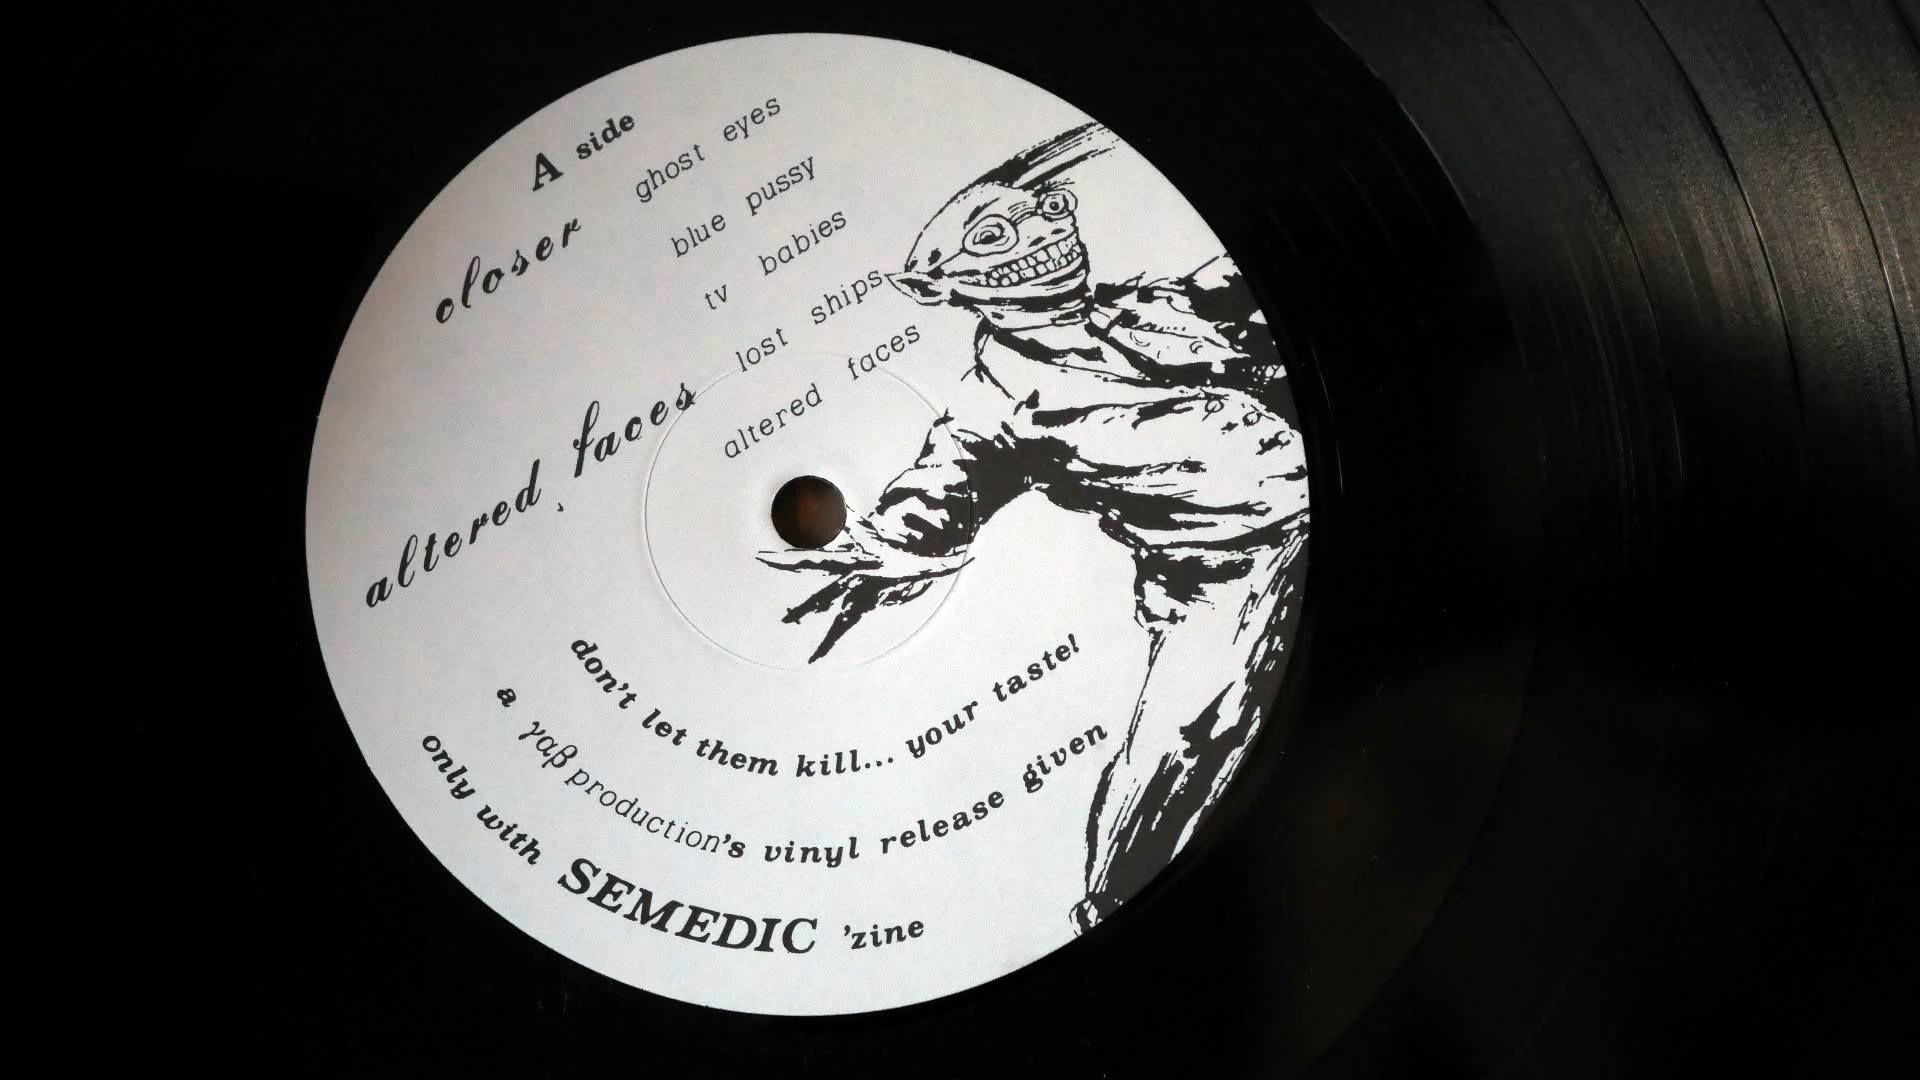 A side
closer
ghost eyes
blue pussy
tv babies
lost ships
altered faces
altered faces
don't let them kill... your taste!
a γαβ production's vinyl release given
only with SEMEDIC 'zine